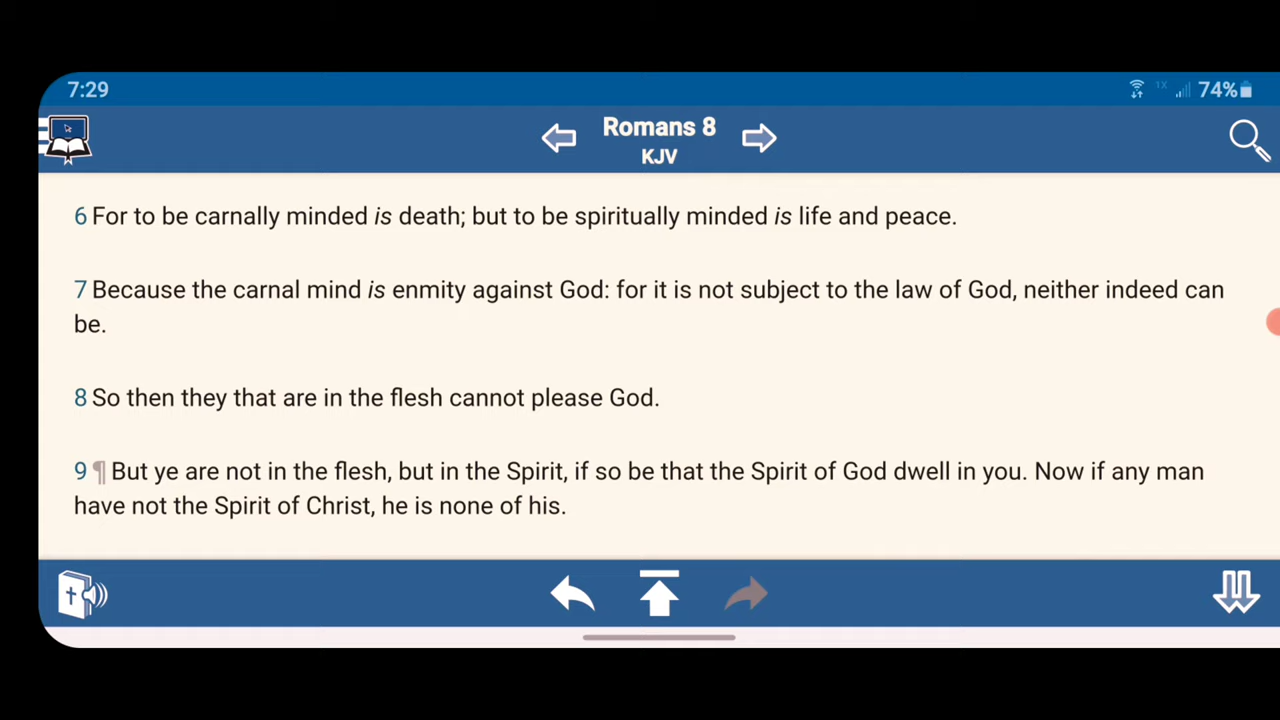 7:29
1X 74%
Romans 8
KJV
6 For to be carnally minded is death; but to be spiritually minded is life and peace.
7 Because the carnal mind is enmity against God: for it is not subject to the law of God, neither indeed can
be.
8 So then they that are in the flesh cannot please God.
9 ¶ But ye are not in the flesh, but in the Spirit, if so be that the Spirit of God dwell in you. Now if any man
have not the Spirit of Christ, he is none of his.